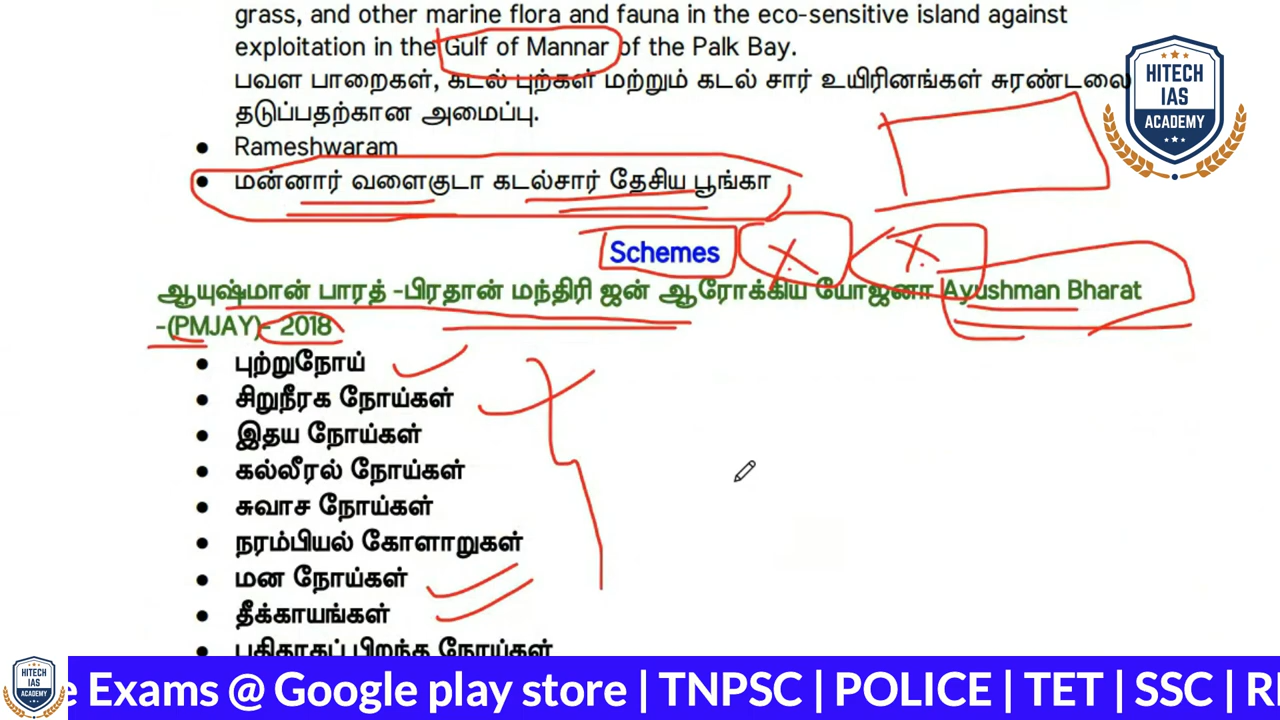 grass, and other marine flora and fauna in the eco-sensitive island against
exploitation in the Gulf of Mannar of the Palk Bay.
பவள பாறைகள், கடல் புற்கள் மற்றும் கடல் சார் உயிரினங்கள் சுரண்டலை
தடுப்பதற்கான அமைப்பு.
HITECH
IAS
ACADEMY
● Rameshwaram
● மன்னார் வளைகுடா கடல்சார் தேசிய பூங்கா
Schemes
ஆயுஷ்மான் பாரத் -பிரதான் மந்திரி ஜன் ஆரோக்கிய யோஜனா Ayushman Bharat
-(PMJAY)- 2018
● புற்றுநோய்
● சிறுநீரக நோய்கள்
● இதய நோய்கள்
● கல்லீரல் நோய்கள்
● சுவாச நோய்கள்
● நரம்பியல் கோளாறுகள்
● மன நோய்கள்
● தீக்காயங்கள்
● நோய்கள்
HITECH
IAS
ACADEMY
e Exams @ Google play store | TNPSC | POLICE | TET | SSC |